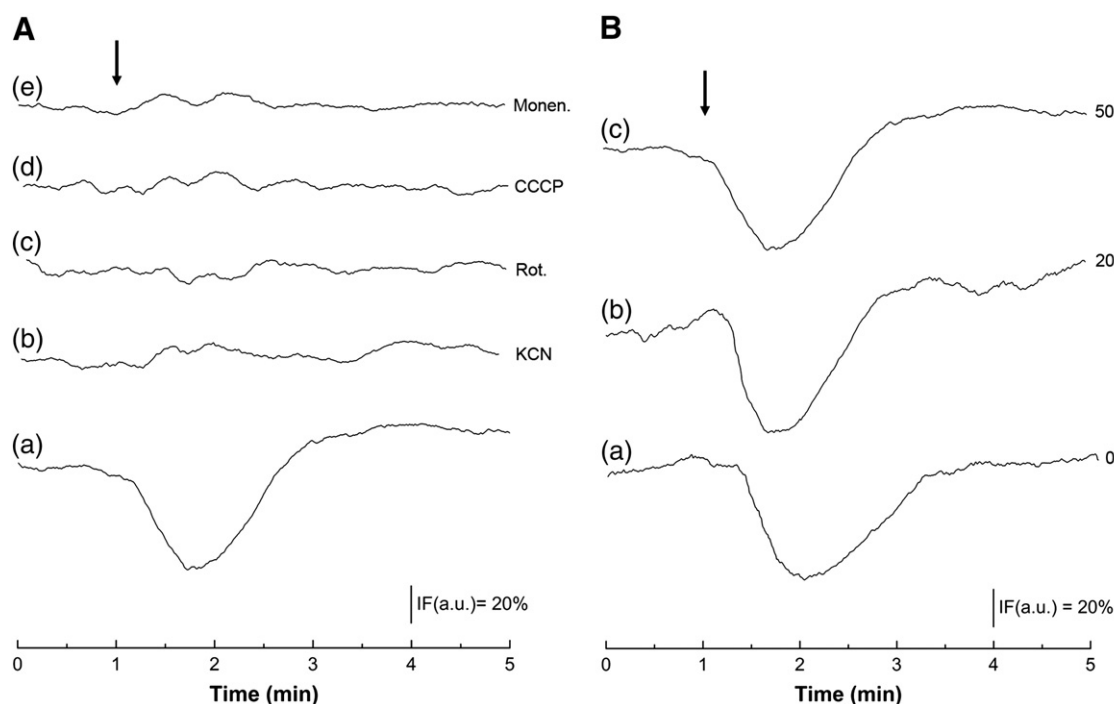 A
(e)
Monen.
(d)
CCCP
(c)
Rot.
(b)
KCN
(a)
IF(a.u.)= 20%
0 1 2 3 4 5
Time (min)
B
(c)
50
(b)
20
(a)
0
IF(a.u.) = 20%
0 1 2 3 4 5
Time (min)